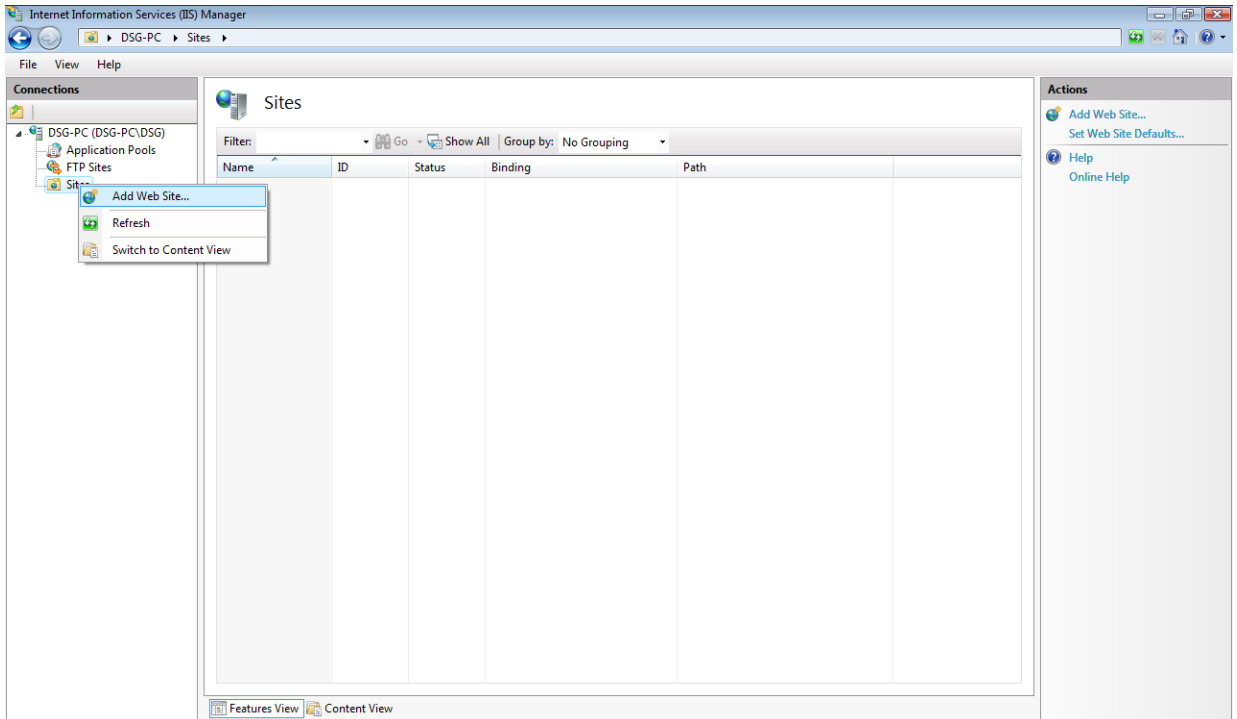 Internet Information Services (IIS) Manager
DSG-PC Sites
File View Help
Connections
DSG-PC (DSG-PC\DSG)
Application Pools
FTP Sites
Sites
Add Web Site...
Refresh
Switch to Content View
Sites
Filter: Go Show All Group by: No Grouping
Name ID Status Binding Path
Features View Content View
Actions
Add Web Site...
Set Web Site Defaults...
Help
Online Help